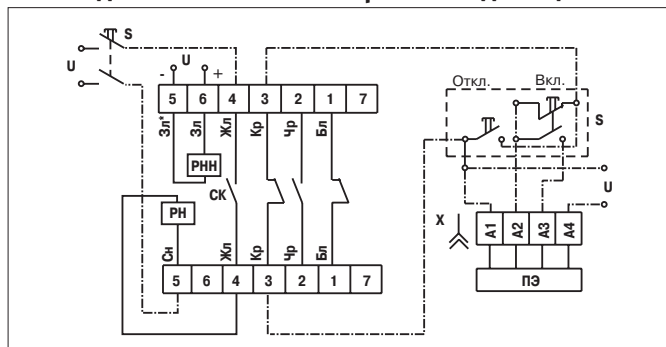 S
U
- U +
Откл. Вкл.
5 6 4 3 2 1 7
S
Зл* Зл Жл Кр Чр Бл
РНН
СК
U
РН
X
А1 А2 А3 А4
Сн Жл Кр Чр Бл
5 6 4 3 2 1 7
ПЭ